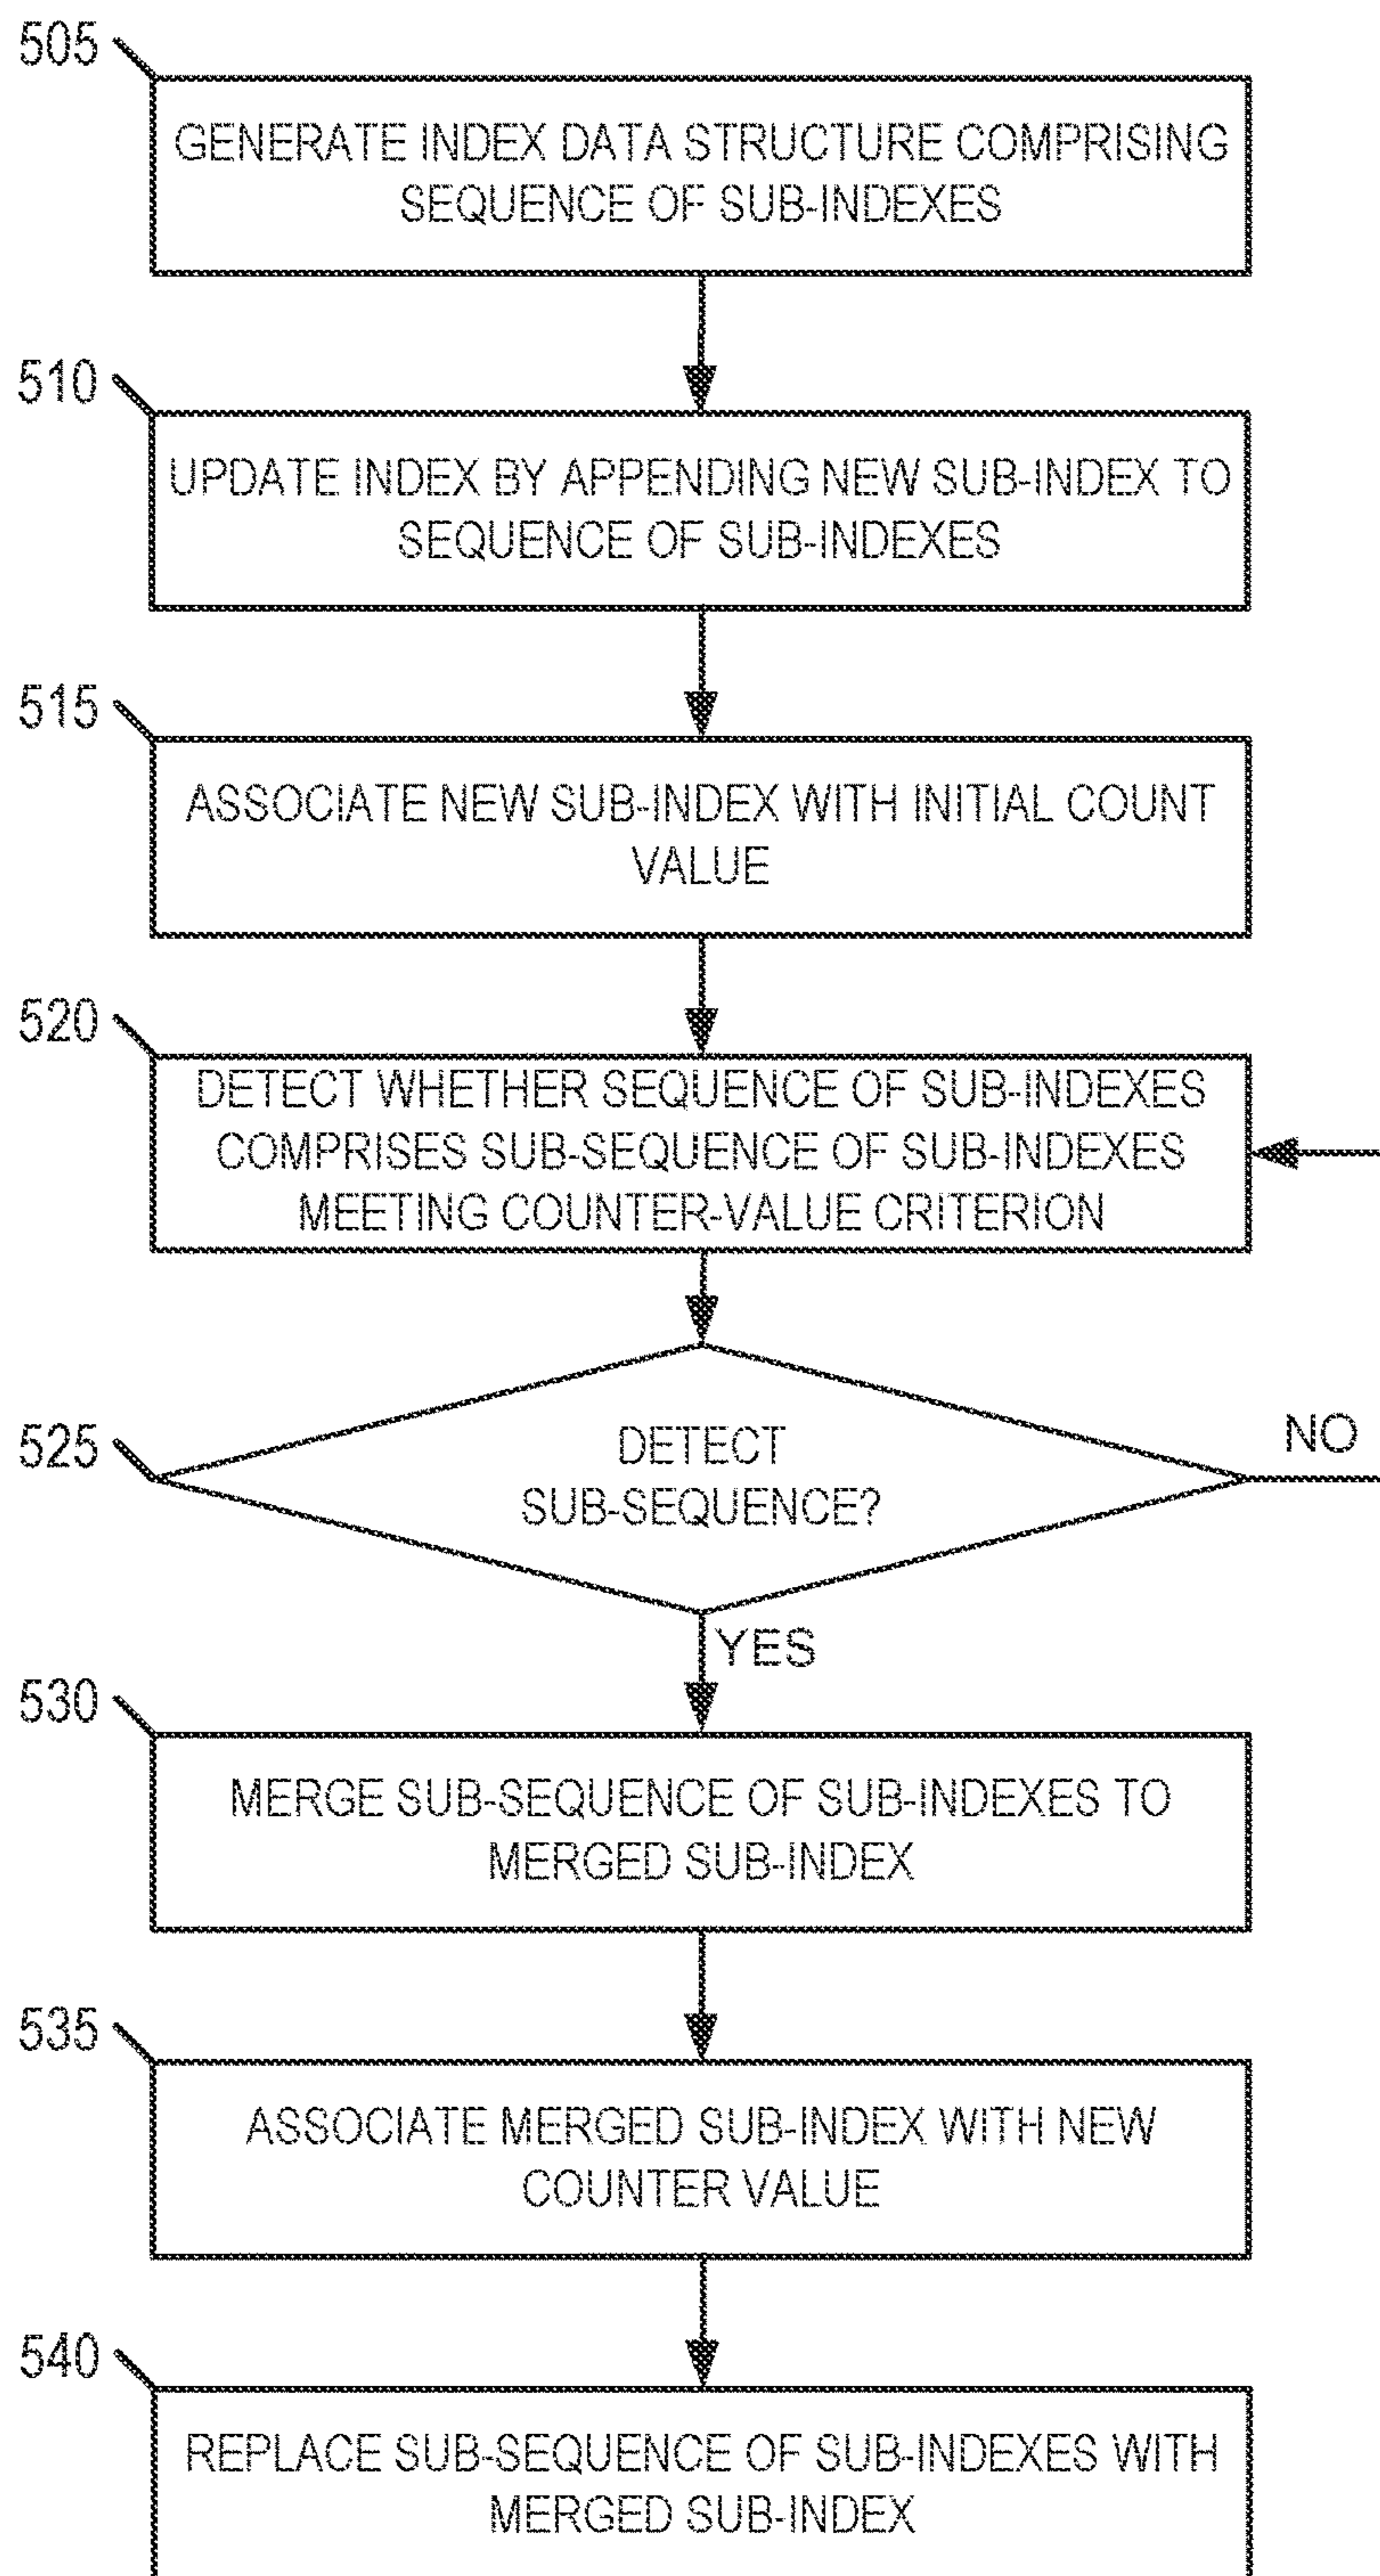 505
GENERATE INDEX DATA STRUCTURE COMPRISING
SEQUENCE OF SUB-INDEXES
510
UPDATE INDEX BY APPENDING NEW SUB-INDEX TO
SEQUENCE OF SUB-INDEXES
515
ASSOCIATE NEW SUB-INDEX WITH INITIAL COUNT
VALUE
520
DETECT WHETHER SEQUENCE OF SUB-INDEXES
COMPRISES SUB-SEQUENCE OF SUB-INDEXES
MEETING COUNTER-VALUE CRITERION
525
DETECT
SUB-SEQUENCE?
NO
YES
530
MERGE SUB-SEQUENCE OF SUB-INDEXES TO
MERGED SUB-INDEX
535
ASSOCIATE MERGED SUB-INDEX WITH NEW
COUNTER VALUE
540
REPLACE SUB-SEQUENCE OF SUB-INDEXES WITH
MERGED SUB-INDEX